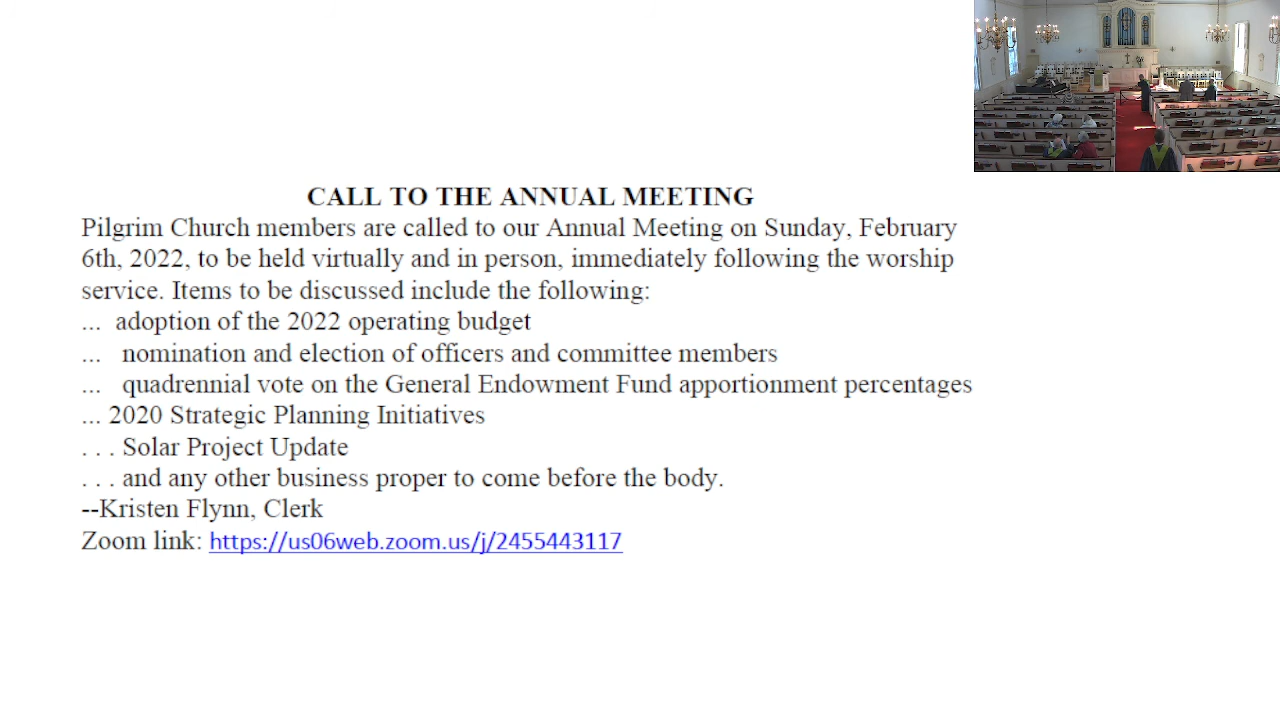 CALL TO THE ANNUAL MEETING
Pilgrim Church members are called to our Annual Meeting on Sunday, February
6th, 2022, to be held virtually and in person, immediately following the worship
service. Items to be discussed include the following:
... adoption of the 2022 operating budget
... nomination and election of officers and committee members
... quadrennial vote on the General Endowment Fund apportionment percentages
... 2020 Strategic Planning Initiatives
. . . Solar Project Update
. . . and any other business proper to come before the body.
--Kristen Flynn, Clerk
Zoom link: https://us06web.zoom.us/j/2455443117